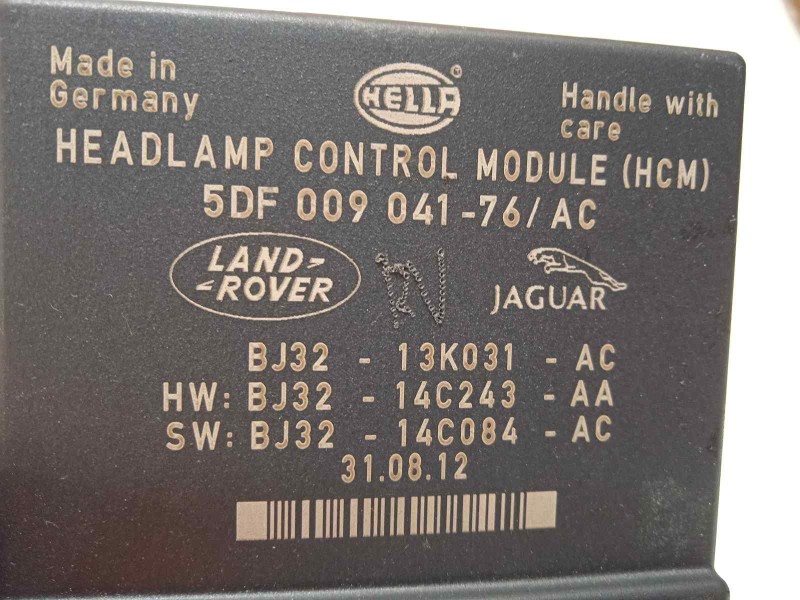 Made in
Germany
HELLA
®
Handle with
care
HEADLAMP CONTROL MODULE (HCM)
5DF 009 041-76/AC
LAND-
-ROVER
JAGUAR
BJ32 - 13K031 - AC
HW: BJ32 - 14C243 - AA
SW: BJ32 - 14C084 - AC
31.08.12